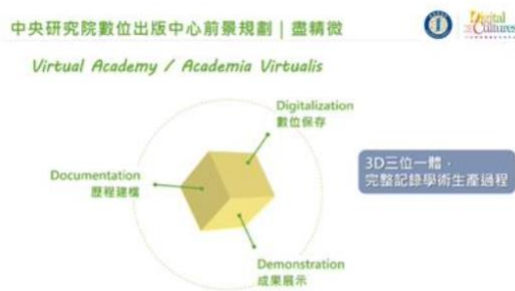 中央研究院數位出版中心前景規劃 | 盡精微
Digital
Cultures
Virtual Academy / Academia Virtualis
Digitalization
數位保存
Documentation
歷程建檔
3D三位一體，
完整記錄學術生產過程
Demonstration
成果展示